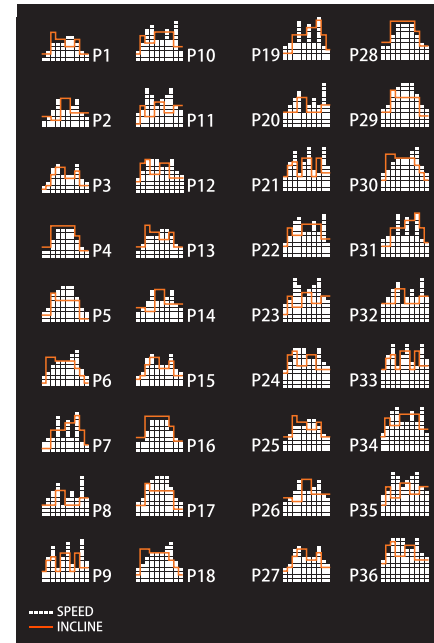 P1 P10 P19 P28
P2 P11 P20 P29
P3 P12 P21 P30
P4 P13 P22 P31
P5 P14 P23 P32
P6 P15 P24 P33
P7 P16 P25 P34
P8 P17 P26 P35
P9 P18 P27 P36
SPEED
INCLINE